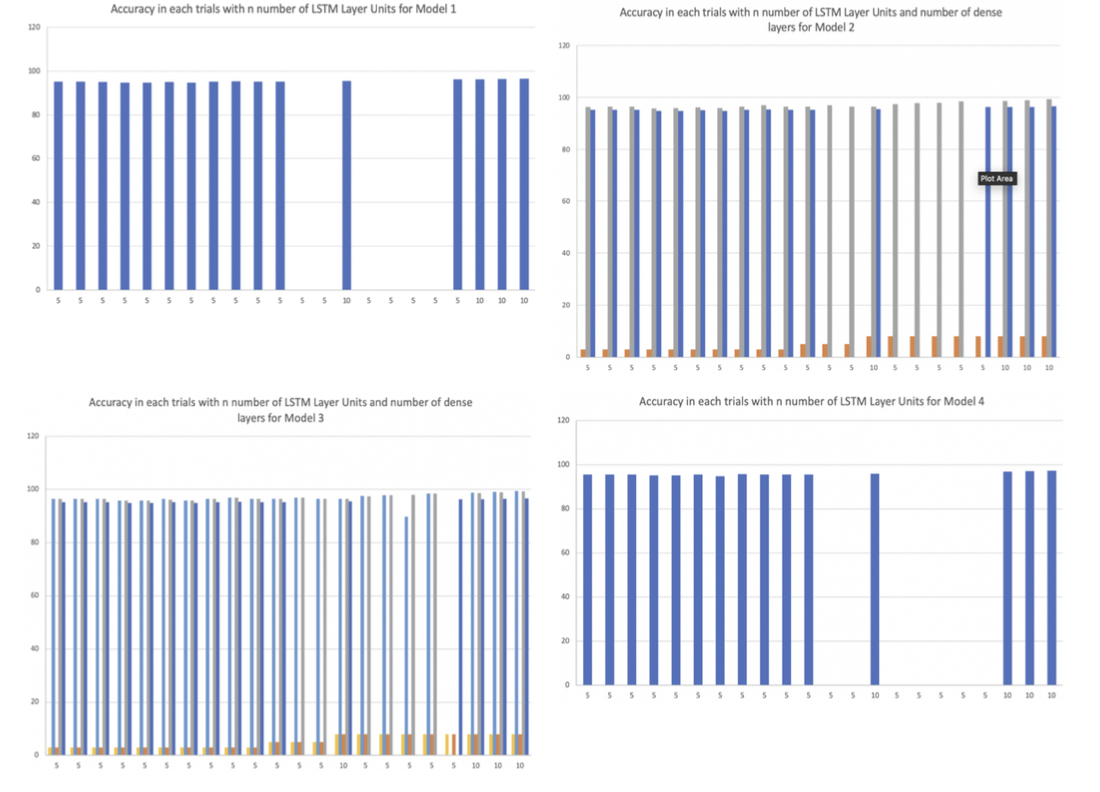 Accuracy in each trials with n number of LSTM Layer Units for Model 1
120
100
80
60
40
20
0
5 5 5 5 5 5 5 5 5 5 5 5 5 10 5 5 5 5 5 10 10 10
Accuracy in each trials with n number of LSTM Layer Units and number of dense
layers for Model 2
120
100
80
60
40
20
0
Plot Area
5 5 5 5 5 5 5 5 5 5 5 5 5 10 5 5 5 5 5 10 10 10
Accuracy in each trials with n number of LSTM Layer Units and number of dense
layers for Model 3
120
100
80
60
40
20
0
5 5 5 5 5 5 5 5 5 5 5 5 5 10 5 5 5 5 5 10 10 10
Accuracy in each trials with n number of LSTM Layer Units for Model 4
120
100
80
60
40
20
0
5 5 5 5 5 5 5 5 5 5 5 5 5 10 5 5 5 5 5 10 10 10